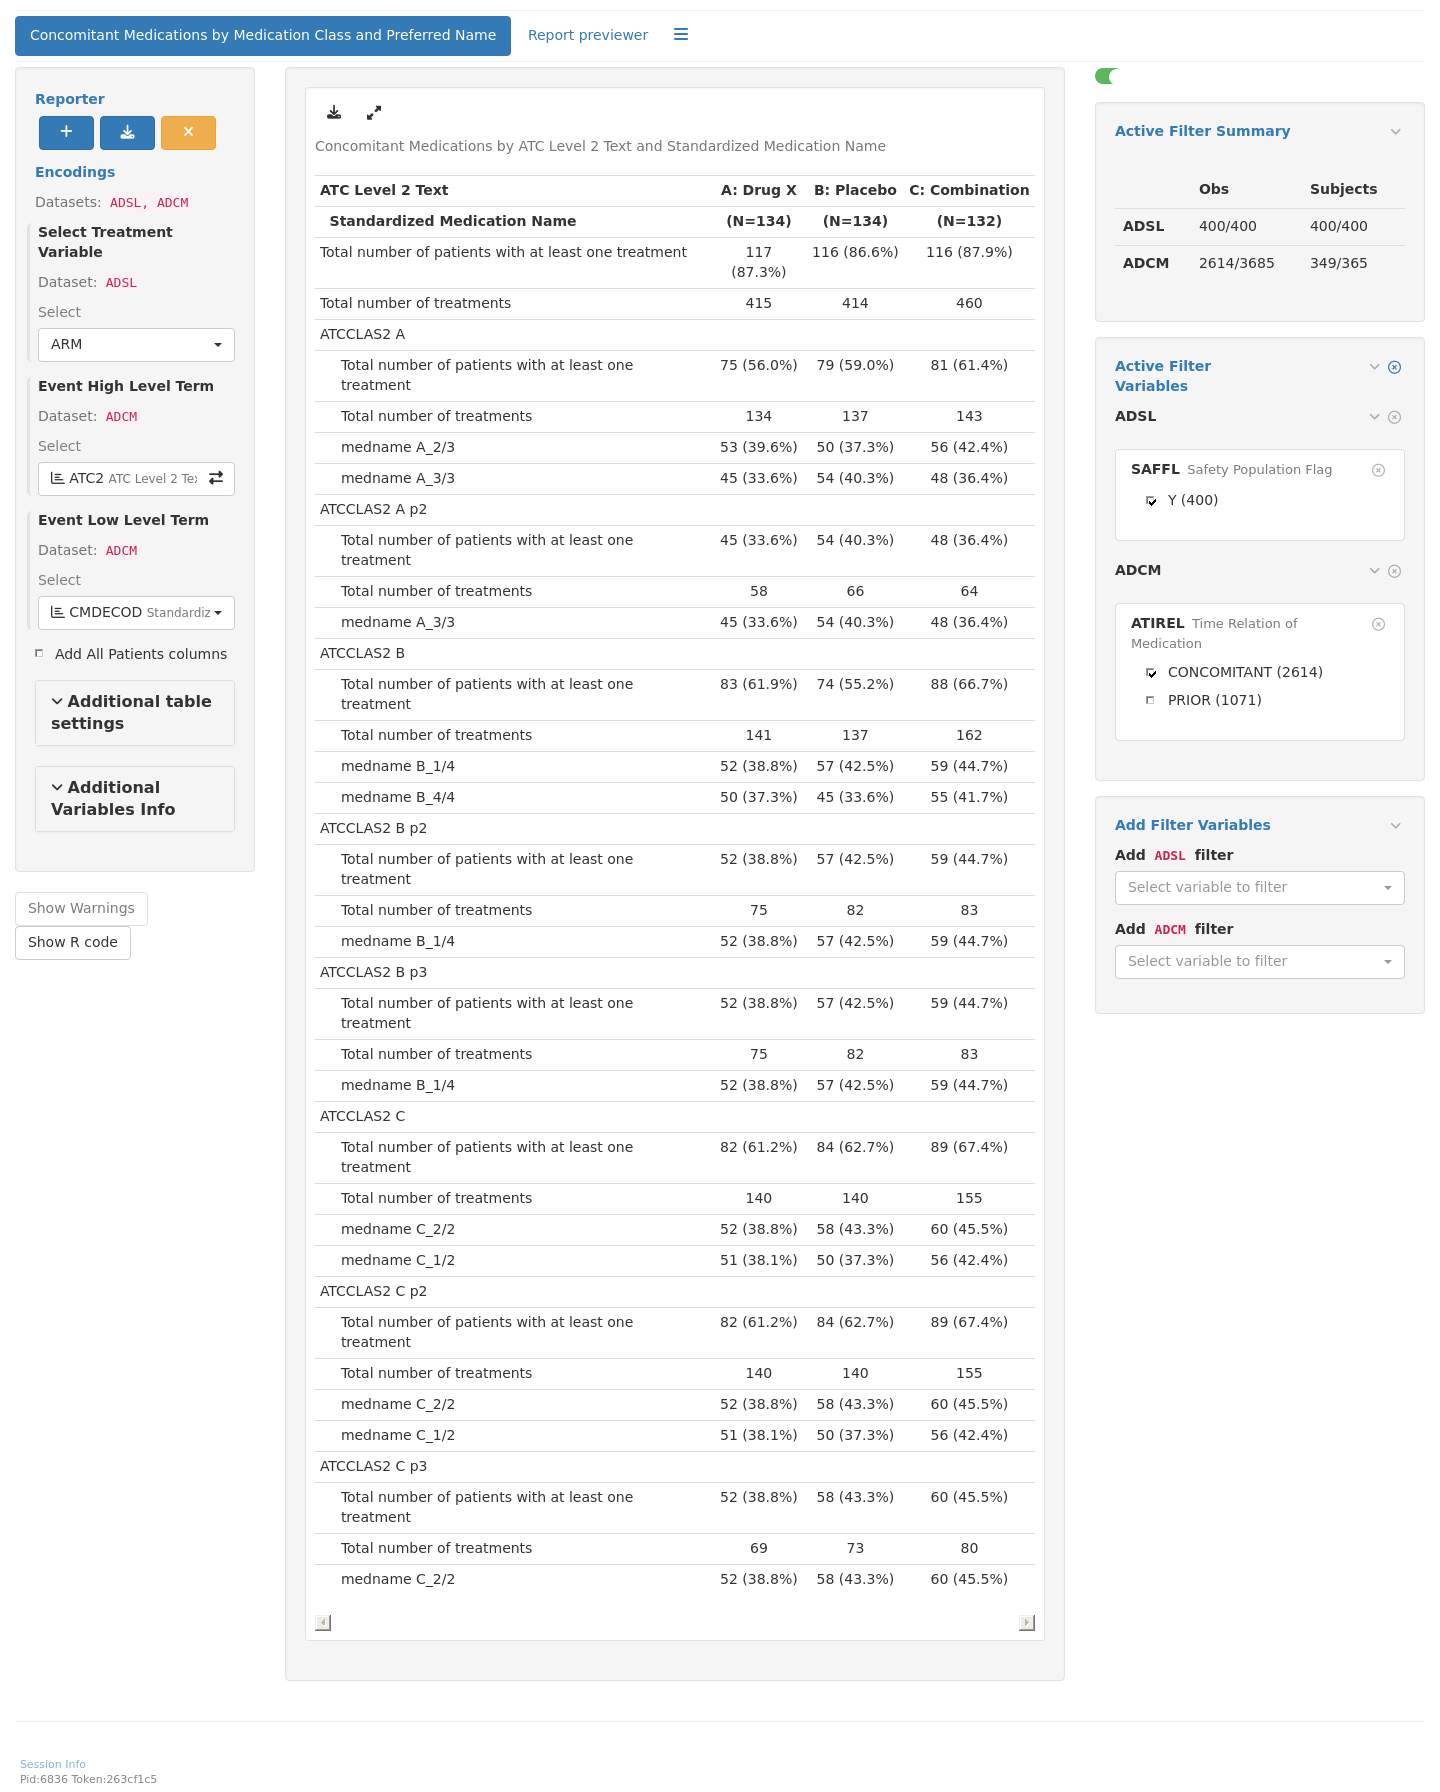 Concomitant Medications by Medication Class and Preferred Name Report previewer
Reporter
Encodings
Datasets: ADSL, ADCM
Select Treatment
Variable
Dataset: ADSL
Select
ARM
Event High Level Term
Dataset: ADCM
Select
ATC2 ATC Level 2 Tex
Event Low Level Term
Dataset: ADCM
Select
CMDECOD Standardiz
Add All Patients columns
Additional table
settings
Additional
Variables Info
Show Warnings
Show R code
Concomitant Medications by ATC Level 2 Text and Standardized Medication Name
ATC Level 2 Text A: Drug X B: Placebo C: Combination
Standardized Medication Name (N=134) (N=134) (N=132)
Total number of patients with at least one treatment 117 116 (86.6%) 116 (87.9%)
(87.3%)
Total number of treatments 415 414 460
ATCCLAS2 A
Total number of patients with at least one 75 (56.0%) 79 (59.0%) 81 (61.4%)
treatment
Total number of treatments 134 137 143
medname A_2/3 53 (39.6%) 50 (37.3%) 56 (42.4%)
medname A_3/3 45 (33.6%) 54 (40.3%) 48 (36.4%)
ATCCLAS2 A p2
Total number of patients with at least one 45 (33.6%) 54 (40.3%) 48 (36.4%)
treatment
Total number of treatments 58 66 64
medname A_3/3 45 (33.6%) 54 (40.3%) 48 (36.4%)
ATCCLAS2 B
Total number of patients with at least one 83 (61.9%) 74 (55.2%) 88 (66.7%)
treatment
Total number of treatments 141 137 162
medname B_1/4 52 (38.8%) 57 (42.5%) 59 (44.7%)
medname B_4/4 50 (37.3%) 45 (33.6%) 55 (41.7%)
ATCCLAS2 B p2
Total number of patients with at least one 52 (38.8%) 57 (42.5%) 59 (44.7%)
treatment
Total number of treatments 75 82 83
medname B_1/4 52 (38.8%) 57 (42.5%) 59 (44.7%)
ATCCLAS2 B p3
Total number of patients with at least one 52 (38.8%) 57 (42.5%) 59 (44.7%)
treatment
Total number of treatments 75 82 83
medname B_1/4 52 (38.8%) 57 (42.5%) 59 (44.7%)
ATCCLAS2 C
Total number of patients with at least one 82 (61.2%) 84 (62.7%) 89 (67.4%)
treatment
Total number of treatments 140 140 155
medname C_2/2 52 (38.8%) 58 (43.3%) 60 (45.5%)
medname C_1/2 51 (38.1%) 50 (37.3%) 56 (42.4%)
ATCCLAS2 C p2
Total number of patients with at least one 82 (61.2%) 84 (62.7%) 89 (67.4%)
treatment
Total number of treatments 140 140 155
medname C_2/2 52 (38.8%) 58 (43.3%) 60 (45.5%)
medname C_1/2 51 (38.1%) 50 (37.3%) 56 (42.4%)
ATCCLAS2 C p3
Total number of patients with at least one 52 (38.8%) 58 (43.3%) 60 (45.5%)
treatment
Total number of treatments 69 73 80
medname C_2/2 52 (38.8%) 58 (43.3%) 60 (45.5%)
Active Filter Summary
Obs Subjects
ADSL 400/400 400/400
ADCM 2614/3685 349/365
Active Filter
Variables
ADSL
SAFFL Safety Population Flag
Y (400)
ADCM
ATIREL Time Relation of
Medication
CONCOMITANT (2614)
PRIOR (1071)
Add Filter Variables
Add ADSL filter
Select variable to filter
Add ADCM filter
Select variable to filter
Session Info
Pid:6836 Token:263cf1c5